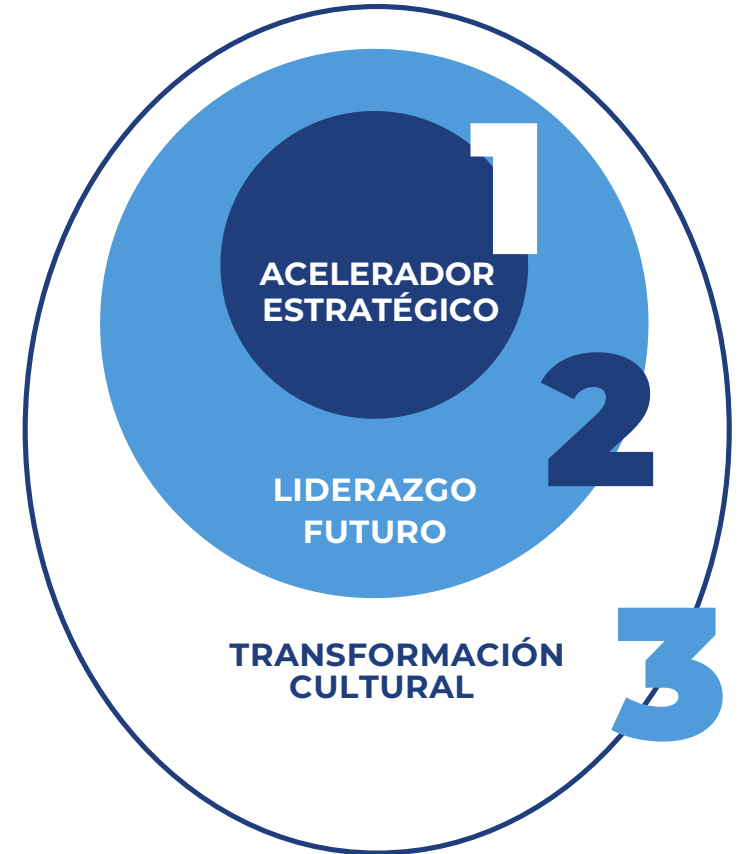 1
ACELERADOR
ESTRATÉGICO
2
LIDERAZGO
FUTURO
3
TRANSFORMACIÓN
CULTURAL